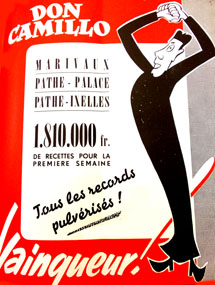 DON
CAMILLO
MARIVAUX
PATHE - PALACE
PATHE - IXELLES
1.810.000 fr.
DE RECETTES POUR LA
PREMIERE SEMAINE
Tous les records
pulvérisés !
Vainqueur!